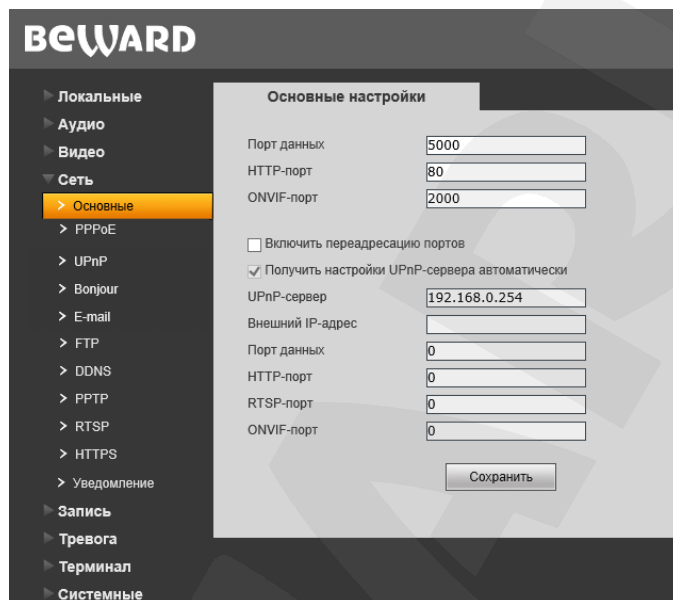 BEWARD
Локальные
Аудио
Видео
Сеть
Основные
PPPoE
UPnP
Bonjour
E-mail
FTP
DDNS
PPTP
RTSP
HTTPS
Уведомление
Запись
Тревога
Терминал
Системные
Основные настройки
Порт данных 5000
HTTP-порт 80
ONVIF-порт 2000
Включить переадресацию портов
Получить настройки UPnP-сервера автоматически
UPnP-сервер 192.168.0.254
Внешний IP-адрес
Порт данных 0
HTTP-порт 0
RTSP-порт 0
ONVIF-порт 0
Сохранить